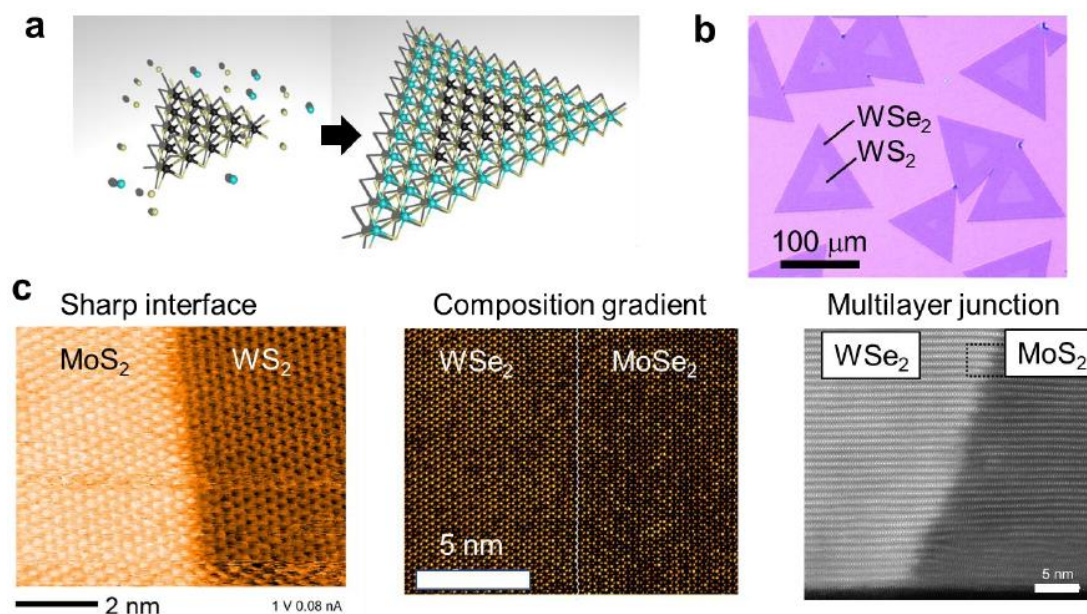 a
b
WSe₂
WS₂
100 μm
c
Sharp interface
MoS₂
WS₂
2 nm
1 V 0.08 nA
Composition gradient
WSe₂
MoSe₂
5 nm
Multilayer junction
WSe₂
MoS₂
5 nm